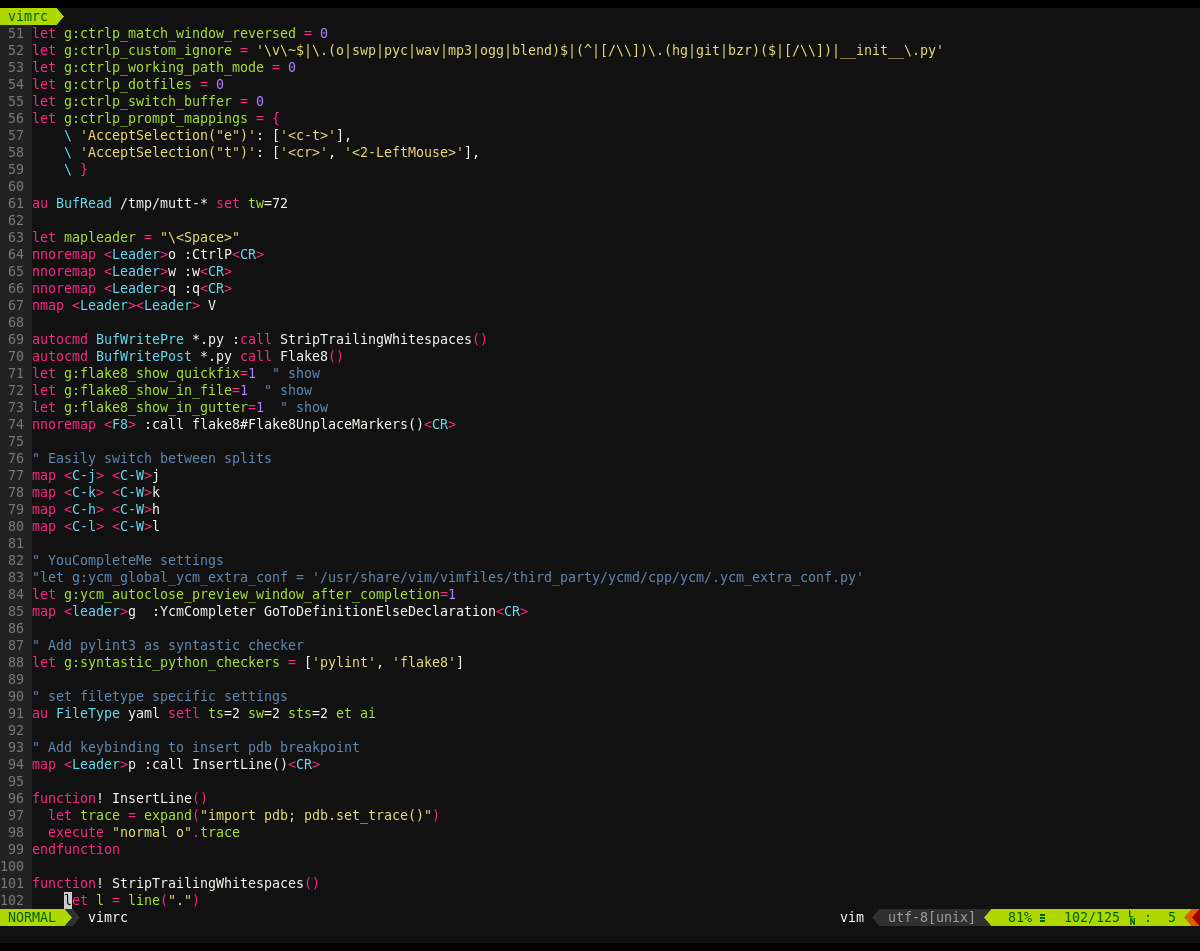 vimrc
51 let g:ctrlp_match_window_reversed = 0
52 let g:ctrlp_custom_ignore = '\v\~$|\.(o|swp|pyc|wav|mp3|ogg|blend)$|(^|[/\\])\.(hg|git|bzr)($|[/\\])|__init__\.py'
53 let g:ctrlp_working_path_mode = 0
54 let g:ctrlp_dotfiles = 0
55 let g:ctrlp_switch_buffer = 0
56 let g:ctrlp_prompt_mappings = {
57     \ 'AcceptSelection("e")': ['<c-t>'],
58     \ 'AcceptSelection("t")': ['<cr>', '<2-LeftMouse>'],
59     \ }
60
61 au BufRead /tmp/mutt-* set tw=72
62
63 let mapleader = "\<Space>"
64 nnoremap <Leader>o :CtrlP<CR>
65 nnoremap <Leader>w :w<CR>
66 nnoremap <Leader>q :q<CR>
67 nmap <Leader><Leader> V
68
69 autocmd BufWritePre *.py :call StripTrailingWhitespaces()
70 autocmd BufWritePost *.py call Flake8()
71 let g:flake8_show_quickfix=1  " show
72 let g:flake8_show_in_file=1  " show
73 let g:flake8_show_in_gutter=1  " show
74 nnoremap <F8> :call flake8#Flake8UnplaceMarkers()<CR>
75
76 " Easily switch between splits
77 map <C-j> <C-W>j
78 map <C-k> <C-W>k
79 map <C-h> <C-W>h
80 map <C-l> <C-W>l
81
82 " YouCompleteMe settings
83 "let g:ycm_global_ycm_extra_conf = '/usr/share/vim/vimfiles/third_party/ycmd/cpp/ycm/.ycm_extra_conf.py'
84 let g:ycm_autoclose_preview_window_after_completion=1
85 map <leader>g  :YcmCompleter GoToDefinitionElseDeclaration<CR>
86
87 " Add pylint3 as syntastic checker
88 let g:syntastic_python_checkers = ['pylint', 'flake8']
89
90 " set filetype specific settings
91 au FileType yaml setl ts=2 sw=2 sts=2 et ai
92
93 " Add keybinding to insert pdb breakpoint
94 map <Leader>p :call InsertLine()<CR>
95
96 function! InsertLine()
97   let trace = expand("import pdb; pdb.set_trace()")
98   execute "normal o".trace
99 endfunction
100
101 function! StripTrailingWhitespaces()
102     let l = line(".")
NORMAL vimrc vim utf-8[unix] 81% ≡ 102/125 ␤ : 5